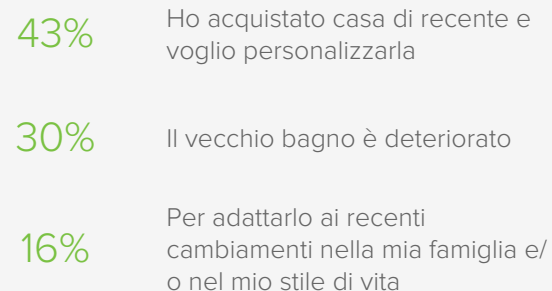 43%
Ho acquistato casa di recente e
voglio personalizzarla
30%
Il vecchio bagno è deteriorato
16%
Per adattarlo ai recenti
cambiamenti nella mia famiglia e/
o nel mio stile di vita